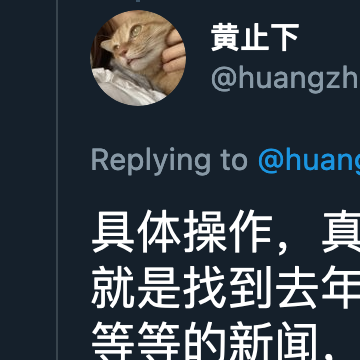 黄止下
@huangzh
Replying to @huang
具体操作，真
就是找到去年
等等的新闻，